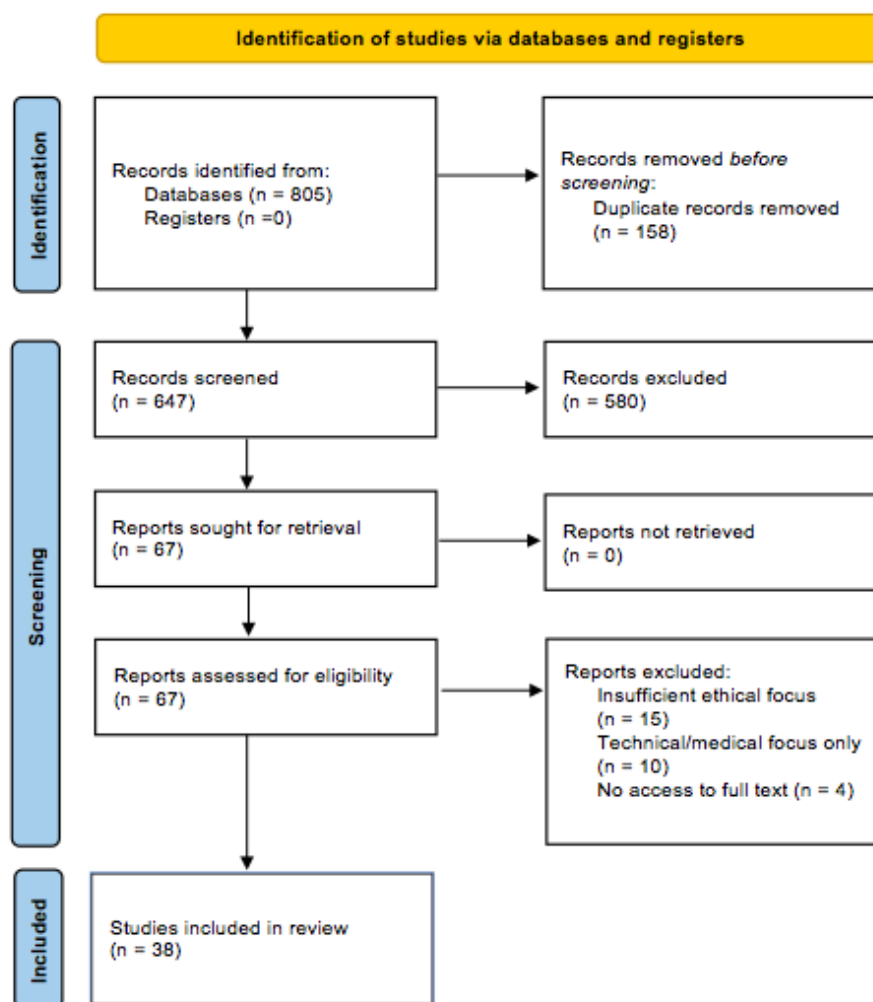 Identification of studies via databases and registers
Identification
Records identified from:
Databases (n = 805)
Registers (n =0)
Records removed before
screening:
Duplicate records removed
(n = 158)
Screening
Records screened
(n = 647)
Records excluded
(n = 580)
Reports sought for retrieval
(n = 67)
Reports not retrieved
(n = 0)
Reports assessed for eligibility
(n = 67)
Reports excluded:
Insufficient ethical focus
(n = 15)
Technical/medical focus only
(n = 10)
No access to full text (n = 4)
Included
Studies included in review
(n = 38)